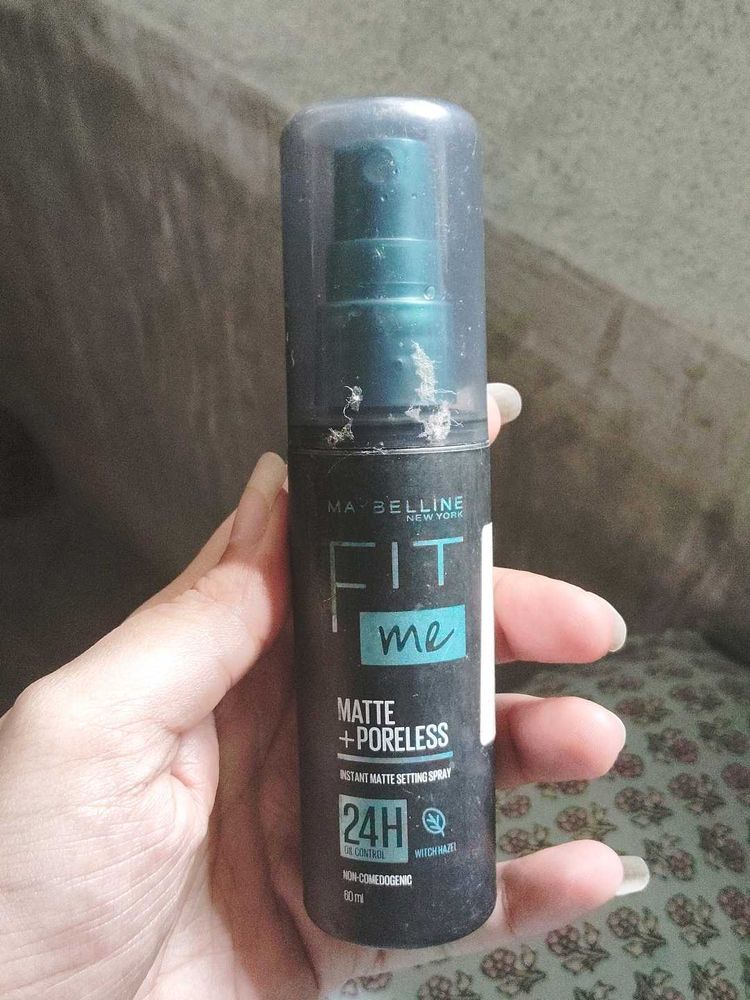 MAYBELLINE
NEW YORK
FIT
me
MATTE
+PORELESS
INSTANT MATTE SETTING SPRAY
24H
OIL CONTROL
WITCH HAZEL
NON-COMEDOGENIC
60 ml